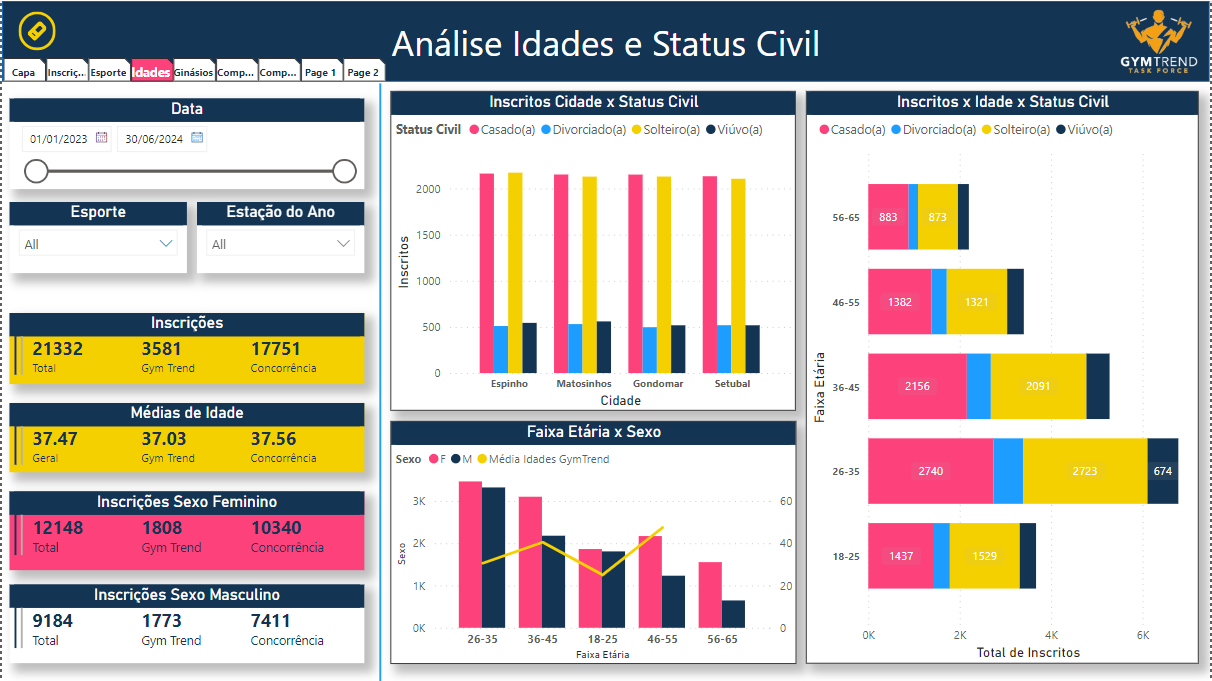 Análise Idades e Status Civil
GYMTREND
TASK FORCE
Capa Inscriç... Esporte Idades Ginásios Comp... Comp... Page 1 Page 2
Data
01/01/2023 30/06/2024
Esporte Estação do Ano
All All
Inscrições
21332 3581 17751
Total Gym Trend Concorrência
Médias de Idade
37.47 37.03 37.56
Geral Gym Trend Concorrência
Inscrições Sexo Feminino
12148 1808 10340
Total Gym Trend Concorrência
Inscrições Sexo Masculino
9184 1773 7411
Total Gym Trend Concorrência
Inscritos Cidade x Status Civil
Status Civil Casado(a) Divorciado(a) Solteiro(a) Viúvo(a)
Inscritos
2000
1500
1000
500
0
Espinho Matosinhos Gondomar Setubal
Cidade
Faixa Etária x Sexo
Sexo F M Média Idades GymTrend
Sexo
3K 60
2K 40
1K 20
0K 0
26-35 36-45 18-25 46-55 56-65
Faixa Etária
Inscritos x Idade x Status Civil
Casado(a) Divorciado(a) Solteiro(a) Viúvo(a)
Faixa Etária
56-65 883 873
46-55 1382 1321
36-45 2156 2091
26-35 2740 2723 674
18-25 1437 1529
0K 2K 4K 6K
Total de Inscritos